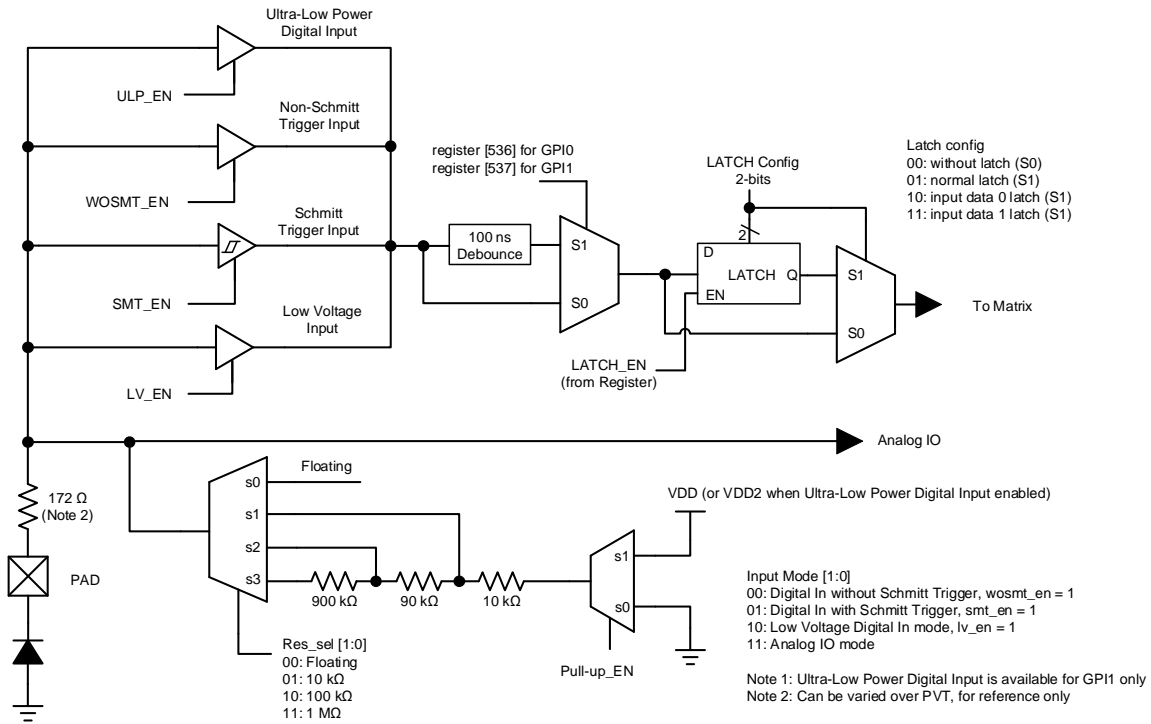 Ultra-Low Power
Digital Input
ULP_EN
Non-Schmitt
Trigger Input
WOSMT_EN
Schmitt
Trigger Input
SMT_EN
Low Voltage
Input
LV_EN
register [536] for GPI0
register [537] for GPI1
100 ns
Debounce
S1
S0
LATCH Config
2-bits
2
D
LATCH
Q
EN
LATCH_EN
(from Register)
S1
S0
Latch config
00: without latch (S0)
01: normal latch (S1)
10: input data 0 latch (S1)
11: input data 1 latch (S1)
To Matrix
Analog IO
172 Ω
(Note 2)
PAD
Floating
s0
s1
s2
s3
900 kΩ
90 kΩ
10 kΩ
Res_sel [1:0]
00: Floating
01: 10 kΩ
10: 100 kΩ
11: 1 MΩ
VDD (or VDD2 when Ultra-Low Power Digital Input enabled)
s1
s0
Pull-up_EN
Input Mode [1:0]
00: Digital In without Schmitt Trigger, wosmt_en = 1
01: Digital In with Schmitt Trigger, smt_en = 1
10: Low Voltage Digital In mode, lv_en = 1
11: Analog IO mode
Note 1: Ultra-Low Power Digital Input is available for GPI1 only
Note 2: Can be varied over PVT, for reference only